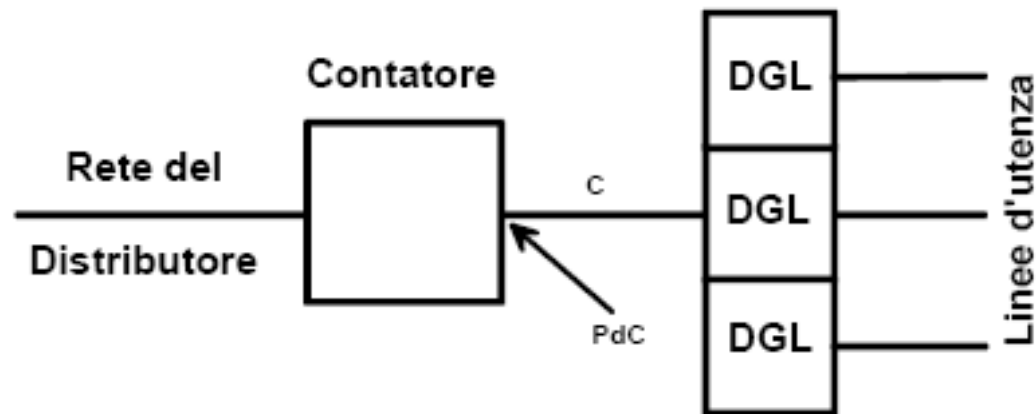 Contatore
Rete del
Distributore
C
PdC
DGL
DGL
DGL
Linee d'utenza